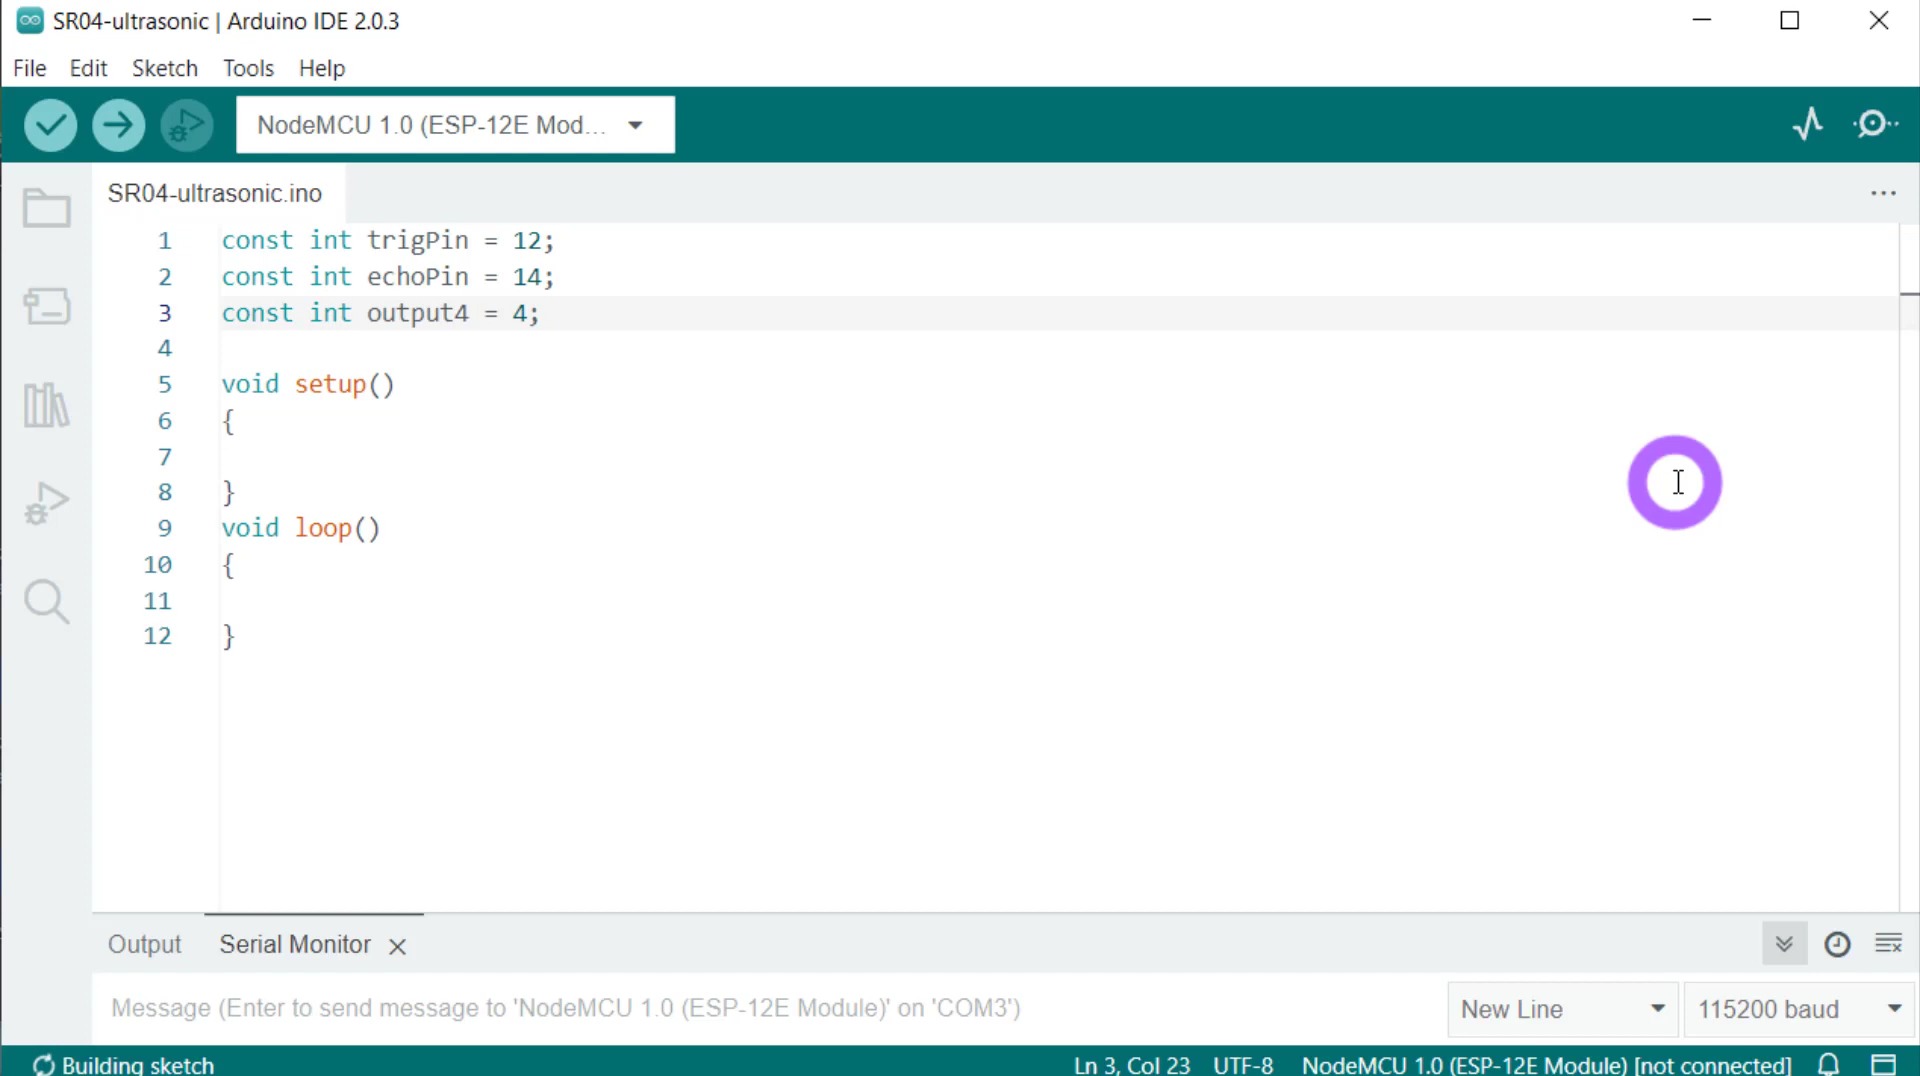 SR04-ultrasonic | Arduino IDE 2.0.3
File Edit Sketch Tools Help
NodeMCU 1.0 (ESP-12E Mod...
SR04-ultrasonic.ino
1 const int trigPin = 12;
2 const int echoPin = 14;
3 const int output4 = 4;
4
5 void setup()
6 {
7
8 }
9 void loop()
10 {
11
12 }
Output Serial Monitor
Message (Enter to send message to 'NodeMCU 1.0 (ESP-12E Module)' on 'COM3')
New Line 115200 baud
Building sketch Ln 3, Col 23 UTF-8 NodeMCU 1.0 (ESP-12E Module) [not connected]